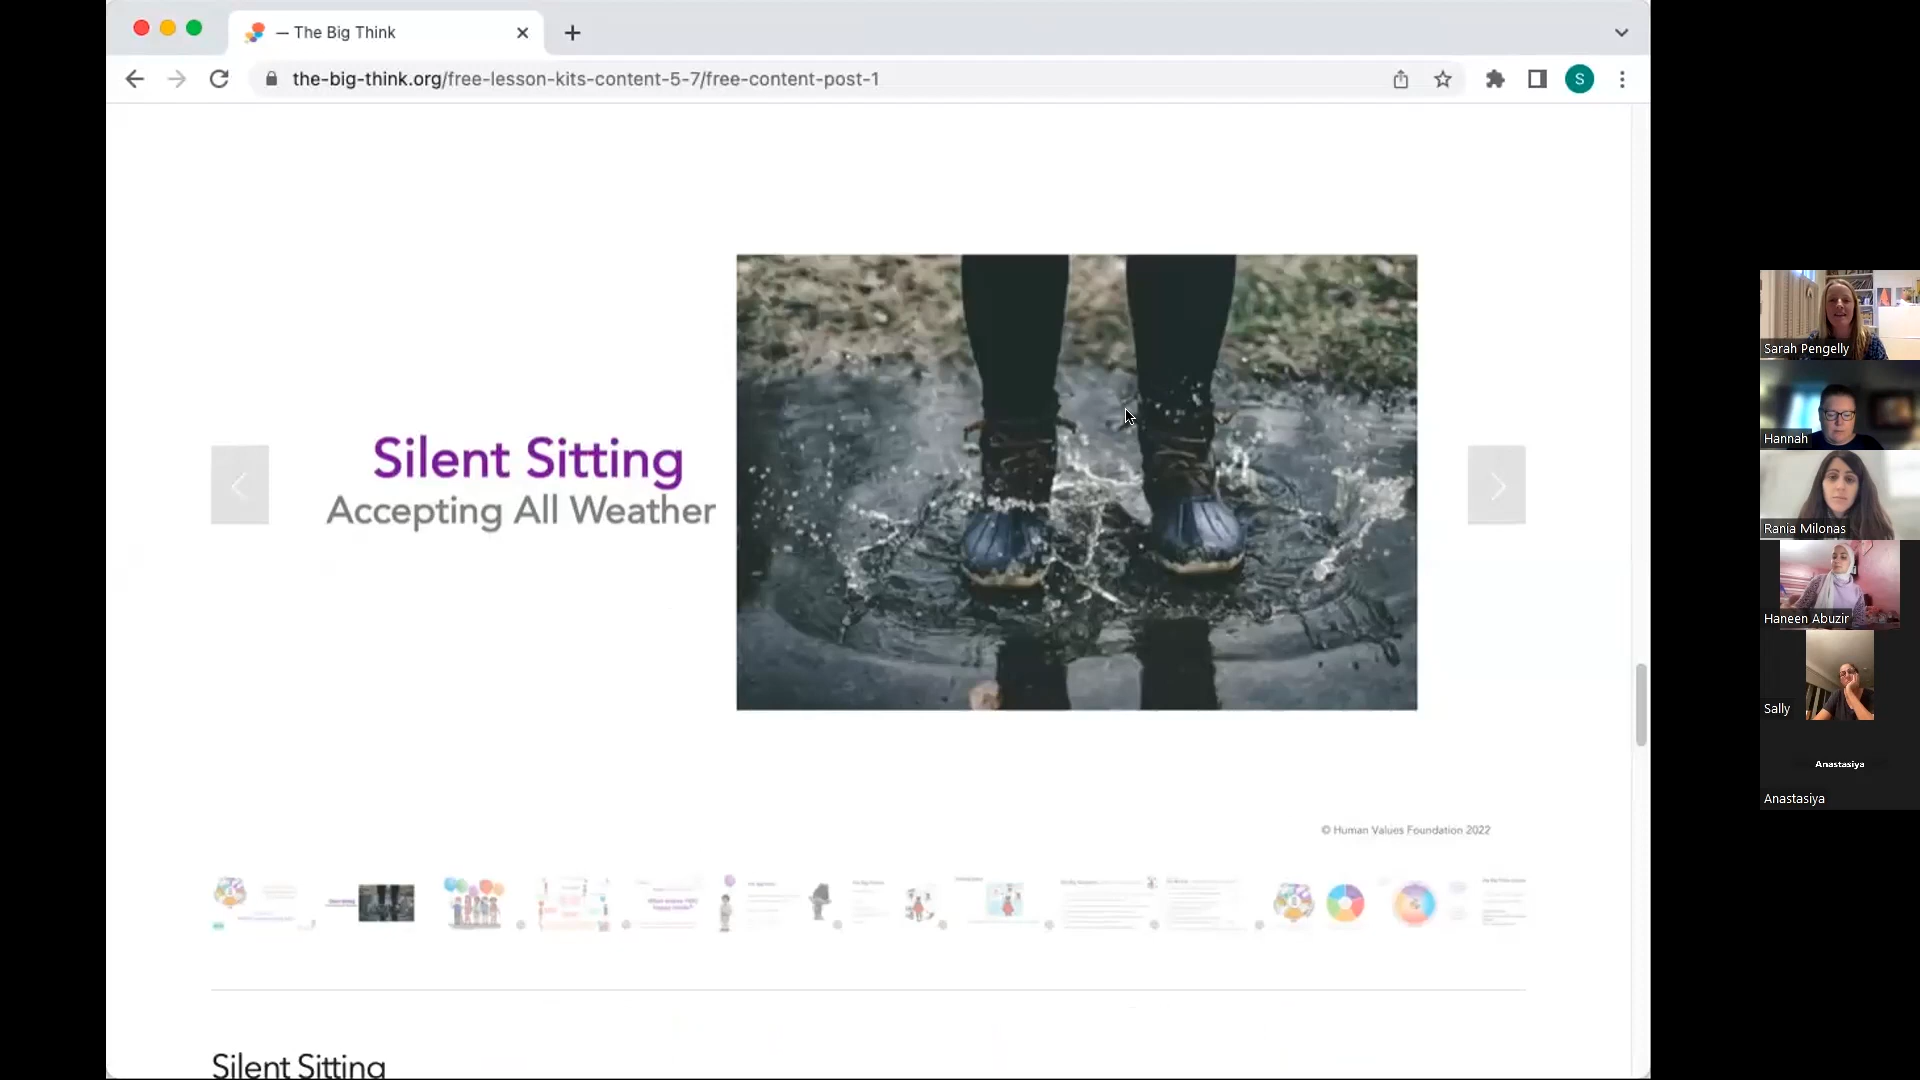 — The Big Think
the-big-think.org/free-lesson-kits-content-5-7/free-content-post-1
S
Silent Sitting
Accepting All Weather
© Human Values Foundation 2022
Silent Sitting
Sarah Pengelly
Hannah
Rania Milonas
Haneen Abuzir
Sally
Anastasiya
Anastasiya